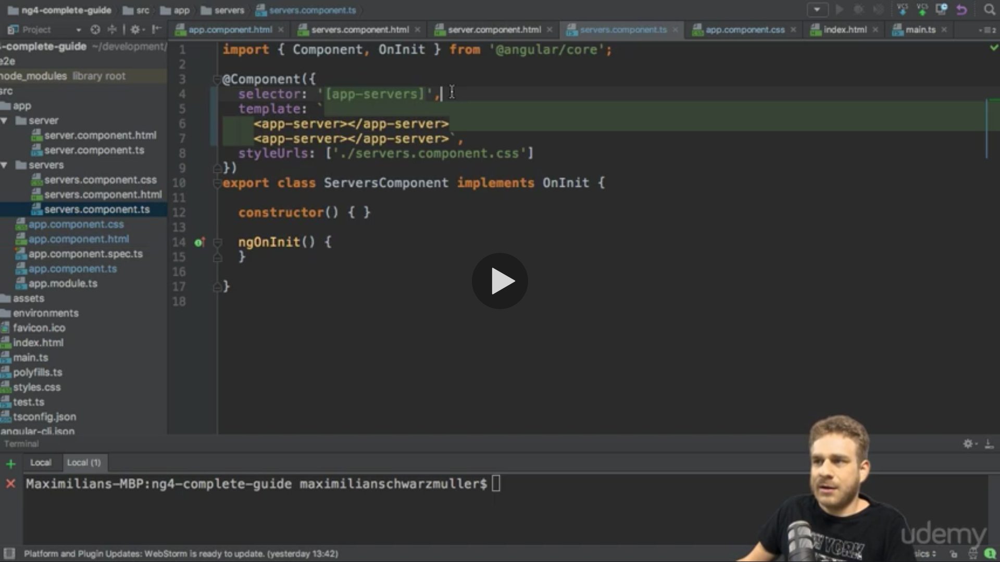 ng4-complete-guide src app servers servers.component.ts
Project
app.component.html servers.component.html server.component.html servers.component.ts app.component.css index.html main.ts
-complete-guide ~/development/
e2e
node_modules library root
src
app
server
server.component.html
server.component.ts
servers
servers.component.css
servers.component.html
servers.component.ts
app.component.css
app.component.html
app.component.spec.ts
app.component.ts
app.module.ts
assets
environments
favicon.ico
index.html
main.ts
polyfills.ts
styles.css
test.ts
tsconfig.json
angular-cli.json
1 import { Component, OnInit } from '@angular/core';
2
3 @Component({
4 selector: '[app-servers]',
5 template: `
6 <app-server></app-server>
7 <app-server></app-server>`,
8 styleUrls: ['./servers.component.css']
9 })
10 export class ServersComponent implements OnInit {
11
12 constructor() { }
13
14 ngOnInit() {
15 }
16
17 }
18
Terminal
Local Local (1)
Maximilians-MBP:ng4-complete-guide maximilianschwarzmuller$
Platform and Plugin Updates: WebStorm is ready to update. (yesterday 13:42)
W YORK
udemy